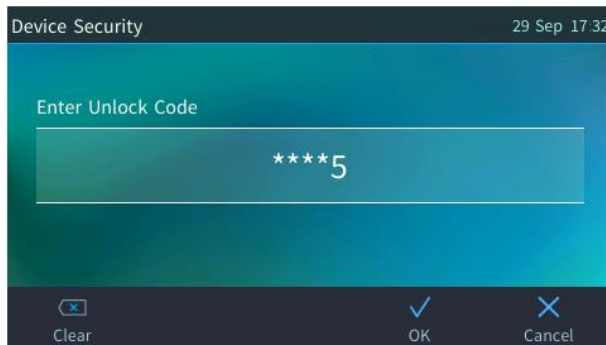 Device Security 29 Sep 17:32
Enter Unlock Code
****5
Clear OK Cancel